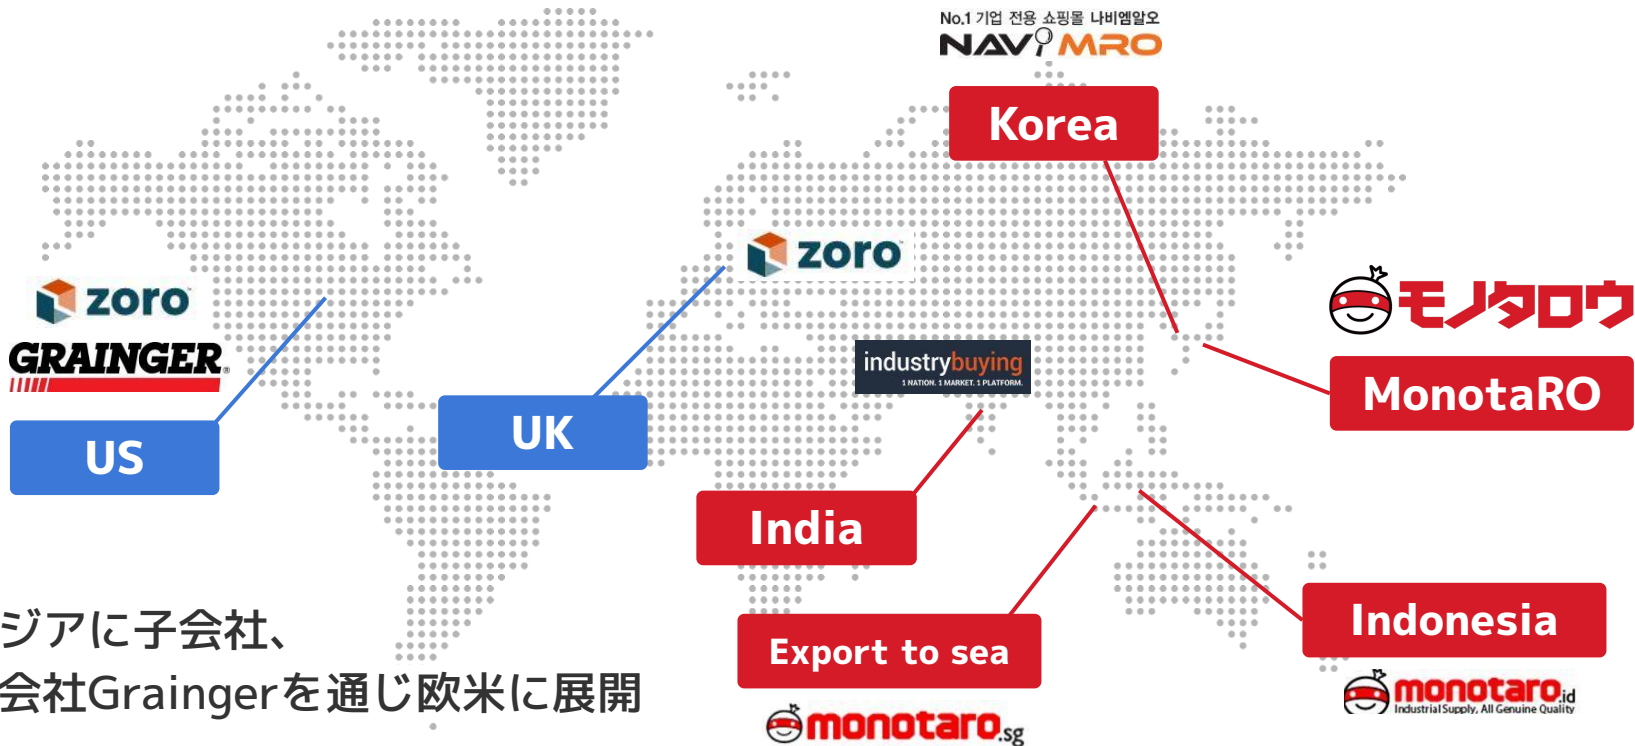 No.1 기업 전용 쇼핑몰 나비엠알오
NAVI MRO
Korea
zoro™
zoro™
GRAINGER®
US
UK
industrybuying
1 NATION. 1 MARKET. 1 PLATFORM.
モノタロウ
MonotaRO
India
Export to sea
monotaro.sg
Indonesia
monotaro.id
Industrial Supply, All Genuine Quality
ジアに子会社、
会社Graingerを通じ欧米に展開